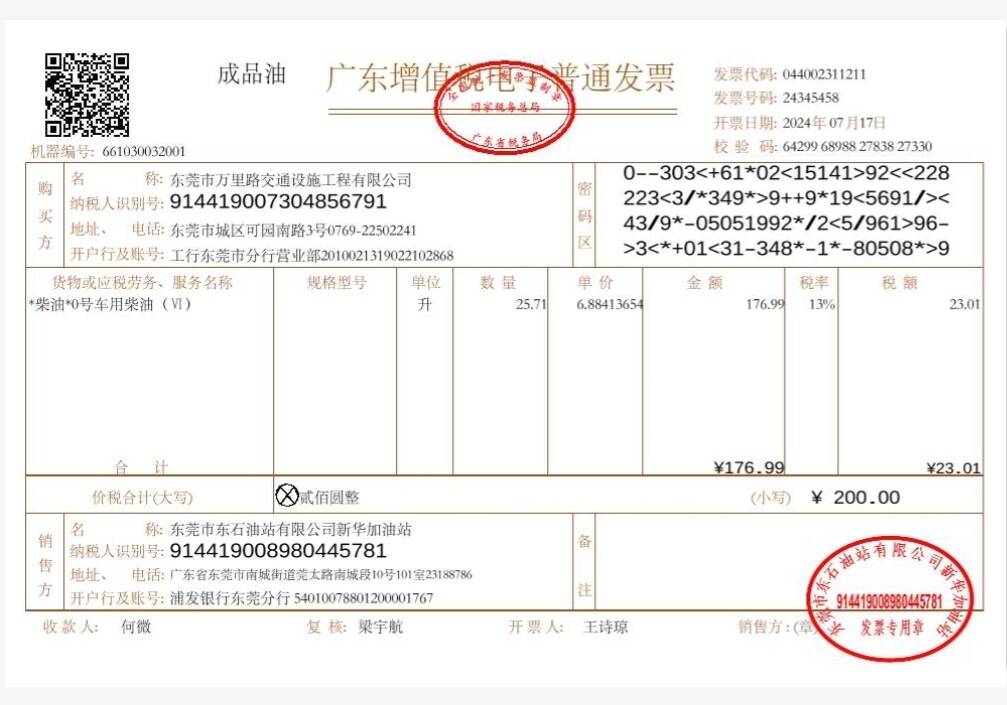 成品油
广东增值税电子普通发票
全国统一发票监制章
国家税务总局
广东省税务局
发票代码: 044002311211
发票号码: 24345458
开票日期: 2024年07月17日
校 验 码: 64299 68988 27838 27330
机器编号: 661030032001
购买方
名 称: 东莞市万里路交通设施工程有限公司
纳税人识别号: 914419007304856791
地址、 电话: 东莞市城区可园南路3号0769-22502241
开户行及账号: 工行东莞市分行营业部2010021319022102868
密码区
0--303<+61*02<15141>92<<228
223<3/*349*>9++9*19<5691/><
43/9*-05051992*/2<5/961>96-
>3<*+01<31-348*-1*-80508*>9
货物或应税劳务、服务名称 规格型号 单位 数 量 单 价 金 额 税率 税 额
*柴油*0号车用柴油（Ⅵ） 升 25.71 6.88413654 176.99 13% 23.01
合 计 ¥176.99 ¥23.01
价税合计(大写) ⊗贰佰圆整 (小写) ¥ 200.00
销售方
名 称: 东莞市东石油站有限公司新华加油站
纳税人识别号: 914419008980445781
地址、 电话: 广东省东莞市南城街道莞太路南城段10号101室23188786
开户行及账号: 浦发银行东莞分行 54010078801200001767
备注
收 款 人: 何微 复 核: 梁宇航 开 票 人: 王诗琼 销售方: (章)
东莞市东石油站有限公司新华加油站
914419008980445781
发票专用章